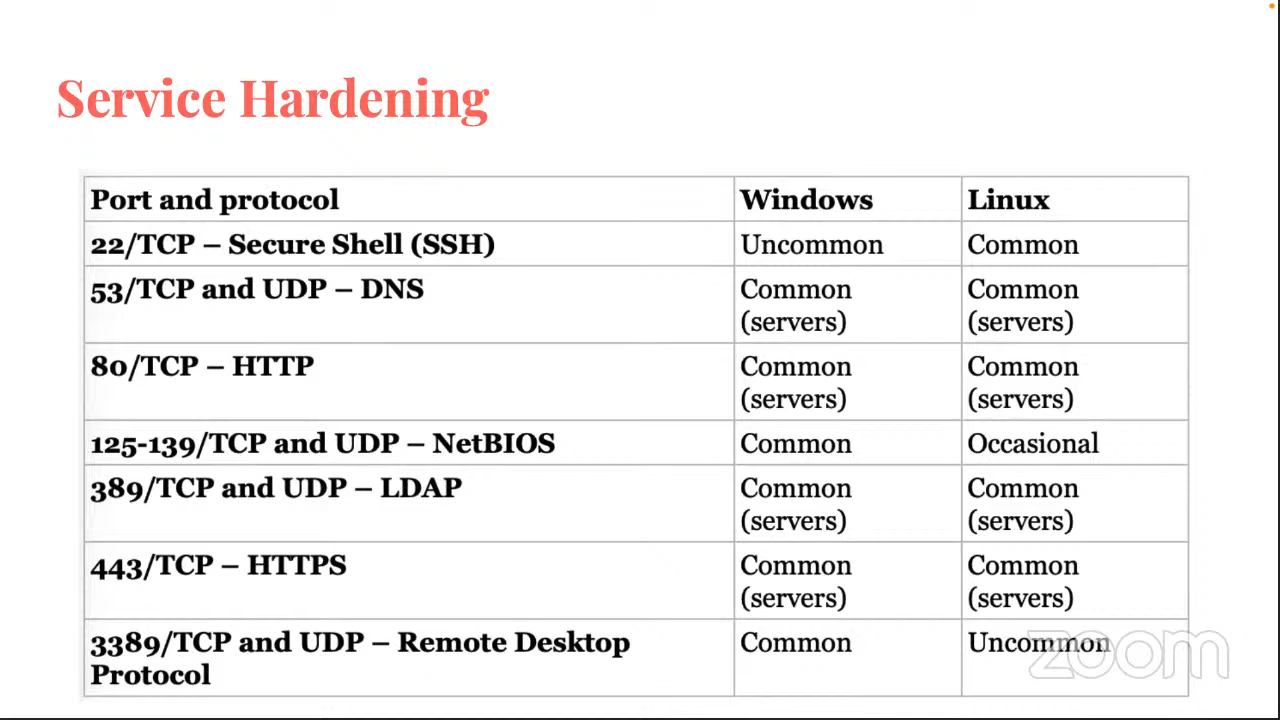 Service Hardening
Port and protocol Windows Linux
22/TCP – Secure Shell (SSH) Uncommon Common
53/TCP and UDP – DNS Common Common
(servers) (servers)
80/TCP – HTTP Common Common
(servers) (servers)
125-139/TCP and UDP – NetBIOS Common Occasional
389/TCP and UDP – LDAP Common Common
(servers) (servers)
443/TCP – HTTPS Common Common
(servers) (servers)
3389/TCP and UDP – Remote Desktop Common Uncommon
Protocol
zoom